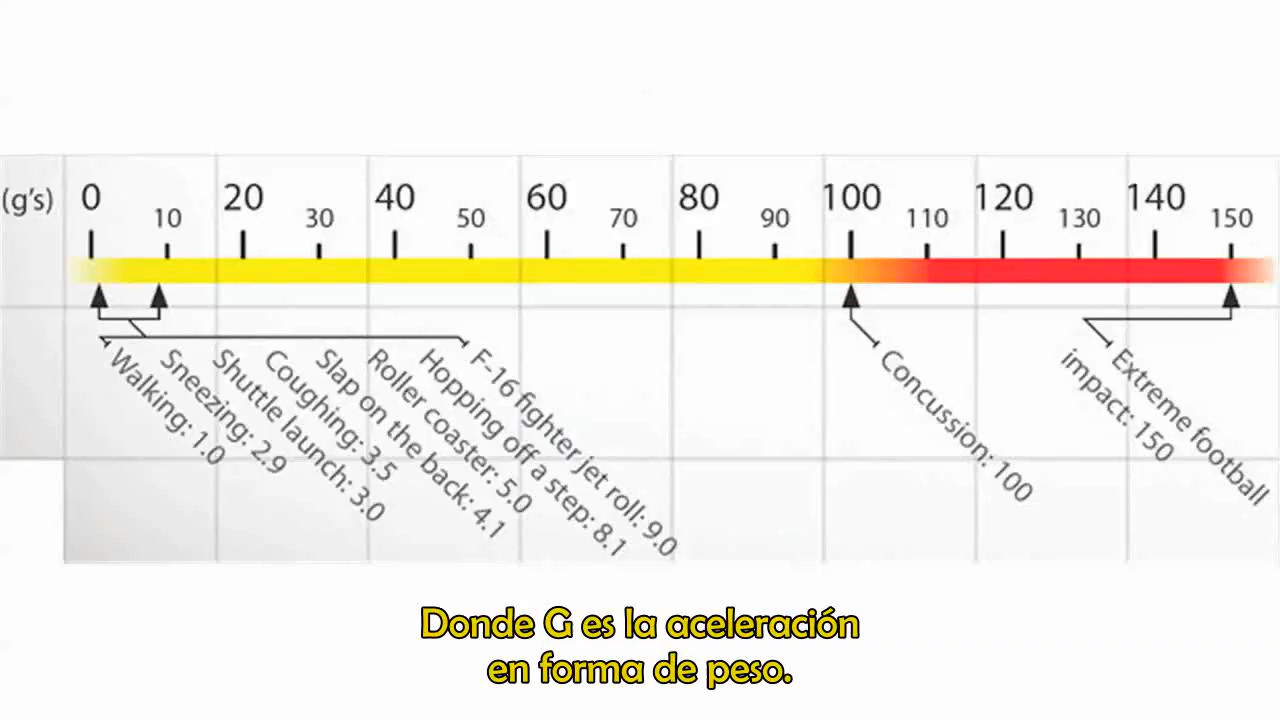 (g's) 0 10 20 30 40 50 60 70 80 90 100 110 120 130 140 150
Walking: 1.0
Sneezing: 2.9
Shuttle launch: 3.0
Coughing: 3.5
Slap on the back: 4.1
Roller coaster: 5.0
Hopping off a step: 8.1
F-16 fighter jet roll: 9.0
Concussion: 100
Extreme football
impact: 150
Donde G es la aceleración
en forma de peso.